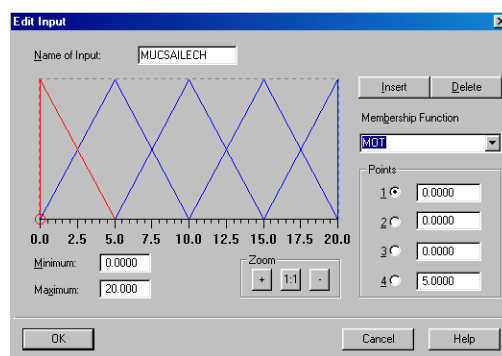 Edit Input
Name of Input: MUCSAILECH
Insert Delete
Membership Function
MOT
Points
1 0.0000
2 0.0000
3 0.0000
4 5.0000
0.0 2.5 5.0 7.5 10.0 12.5 15.0 17.5 20.0
Minimum: 0.0000
Maximum: 20.000
Zoom
+ 1:1 -
OK Cancel Help